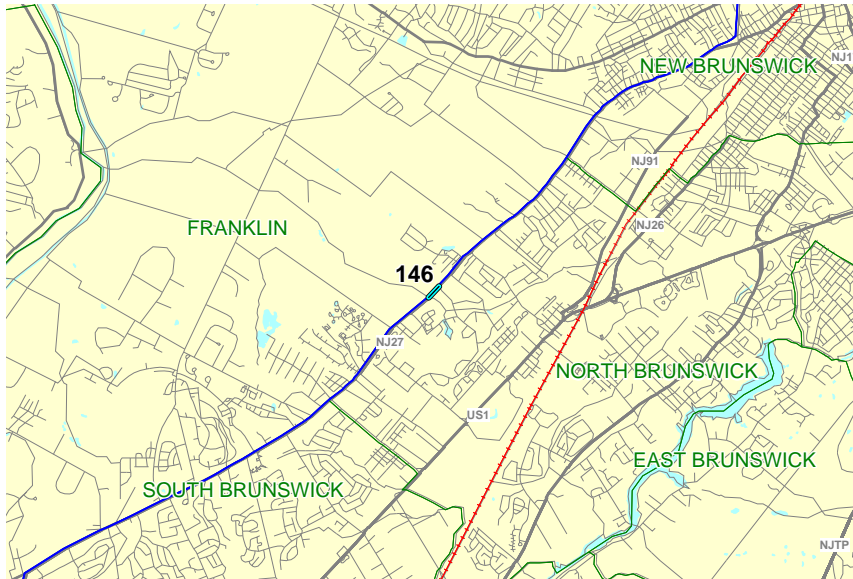 NJ1
NEW BRUNSWICK
NJ91
FRANKLIN
NJ26
146
NJ27
NORTH BRUNSWICK
US1
EAST BRUNSWICK
SOUTH BRUNSWICK
NJTP